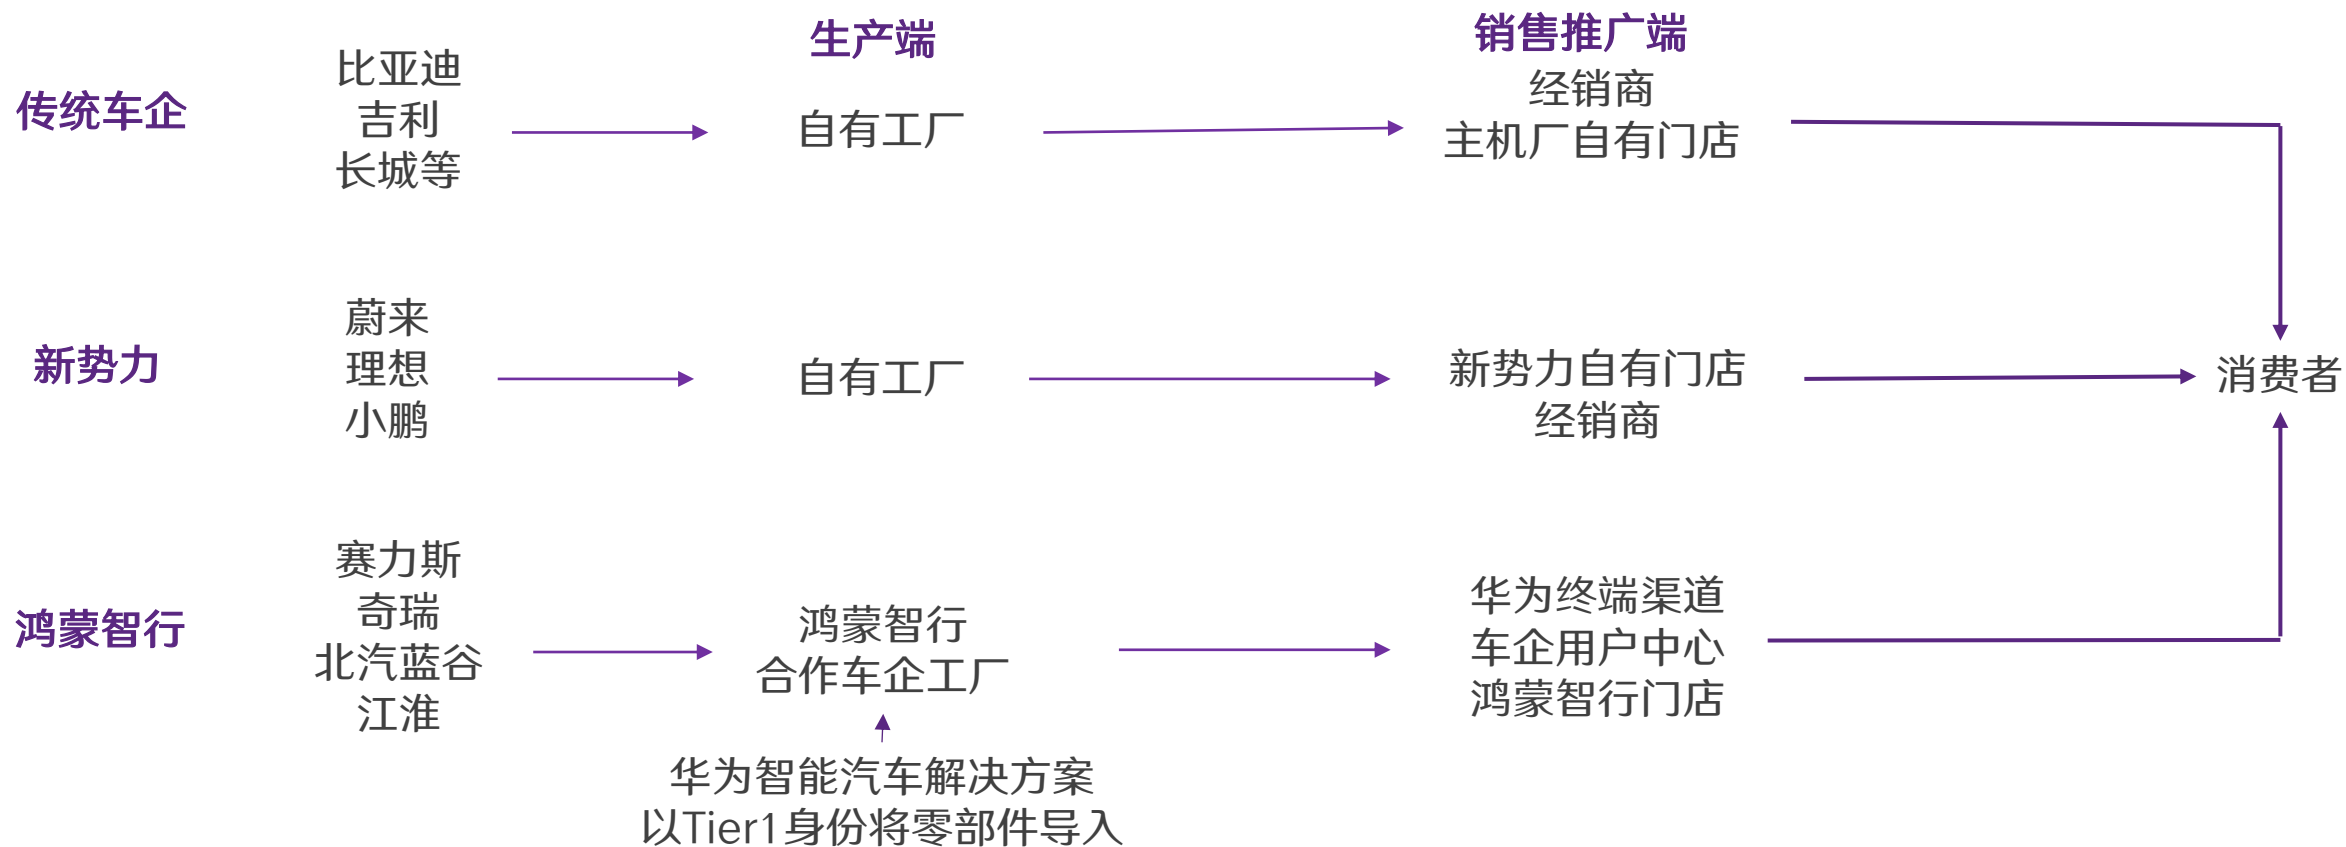 生产端
销售推广端
传统车企
比亚迪
吉利
长城等
自有工厂
经销商
主机厂自有门店
新势力
蔚来
理想
小鹏
自有工厂
新势力自有门店
经销商
消费者
鸿蒙智行
赛力斯
奇瑞
北汽蓝谷
江淮
鸿蒙智行
合作车企工厂
华为终端渠道
车企用户中心
鸿蒙智行门店
华为智能汽车解决方案
以Tier1身份将零部件导入